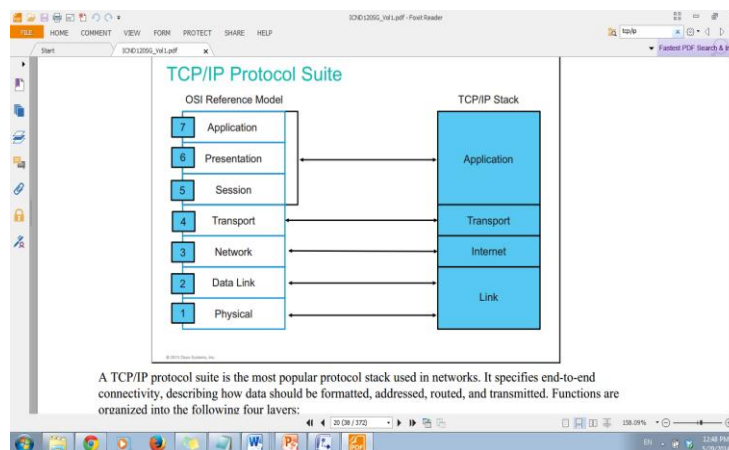 ICND120SG_Vol1.pdf - Foxit Reader
FILE HOME COMMENT VIEW FORM PROTECT SHARE HELP
tcp/ip
Start ICND120SG_Vol1.pdf x
Fastest PDF Search & In
TCP/IP Protocol Suite
OSI Reference Model TCP/IP Stack
7 Application
6 Presentation Application
5 Session
4 Transport Transport
3 Network Internet
2 Data Link
Link
1 Physical
© 2013 Cisco Systems, Inc.
A TCP/IP protocol suite is the most popular protocol stack used in networks. It specifies end-to-end
connectivity, describing how data should be formatted, addressed, routed, and transmitted. Functions are
organized into the following four layers:
20 (38 / 372) 158.09%
EN